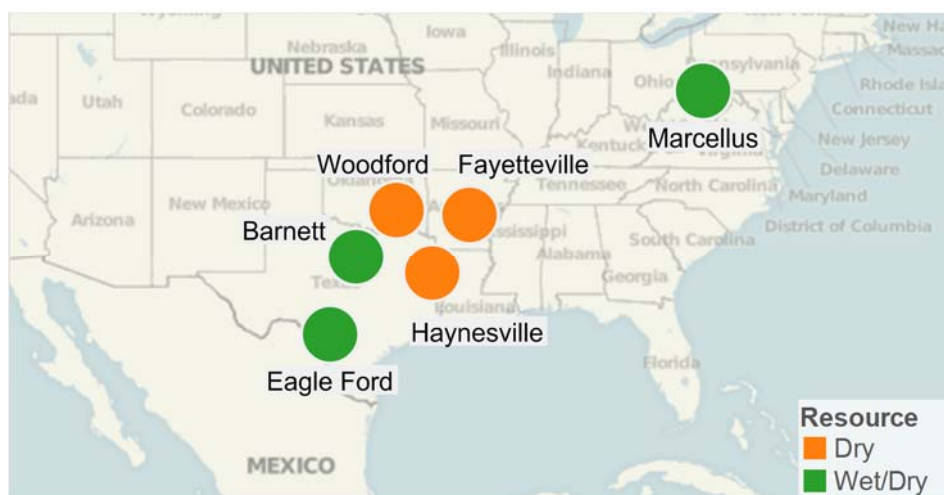 Nebraska
Iowa
Illinois
Indiana
Ohio
Pennsylvania
New Ha
Massa
UNITED STATES
Rhode Isla
Utah
Colorado
Kansas
Missouri
Connecticut
Marcellus
New Jersey
Woodford
Fayetteville
Delaware
Tennessee
North Carolina
Maryland
Arizona
New Mexico
Barnett
District of Columbia
South Carolina
Alabama
Georgia
Louisiana
Haynesville
Eagle Ford
Florida
MEXICO
Resource
Dry
Wet/Dry